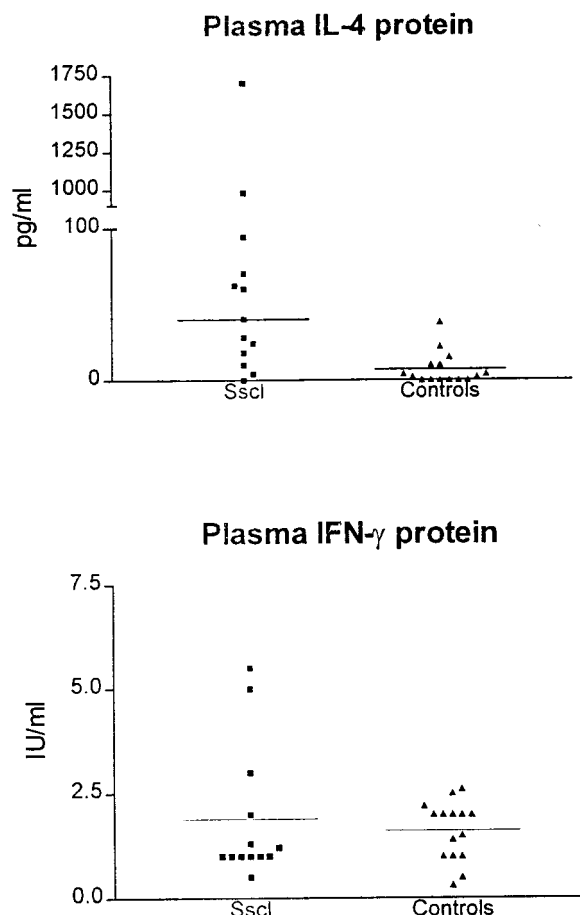 Plasma IL-4 protein
1750
1500
1250
1000
100
0
pg/ml
Sscl
Controls
Plasma IFN-γ protein
7.5
5.0
2.5
0.0
IU/ml
Sscl
Controls